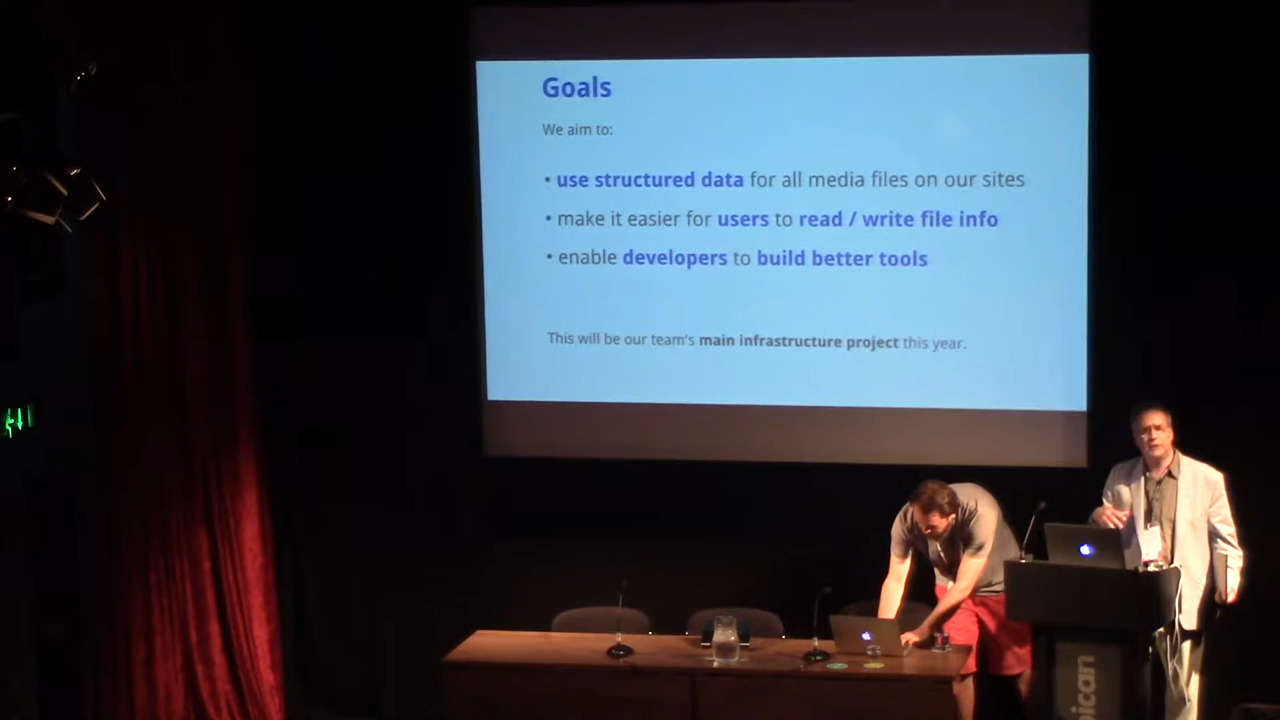 Goals
We aim to:
• use structured data for all media files on our sites
• make it easier for users to read / write file info
• enable developers to build better tools
This will be our team's main infrastructure project this year.
bican